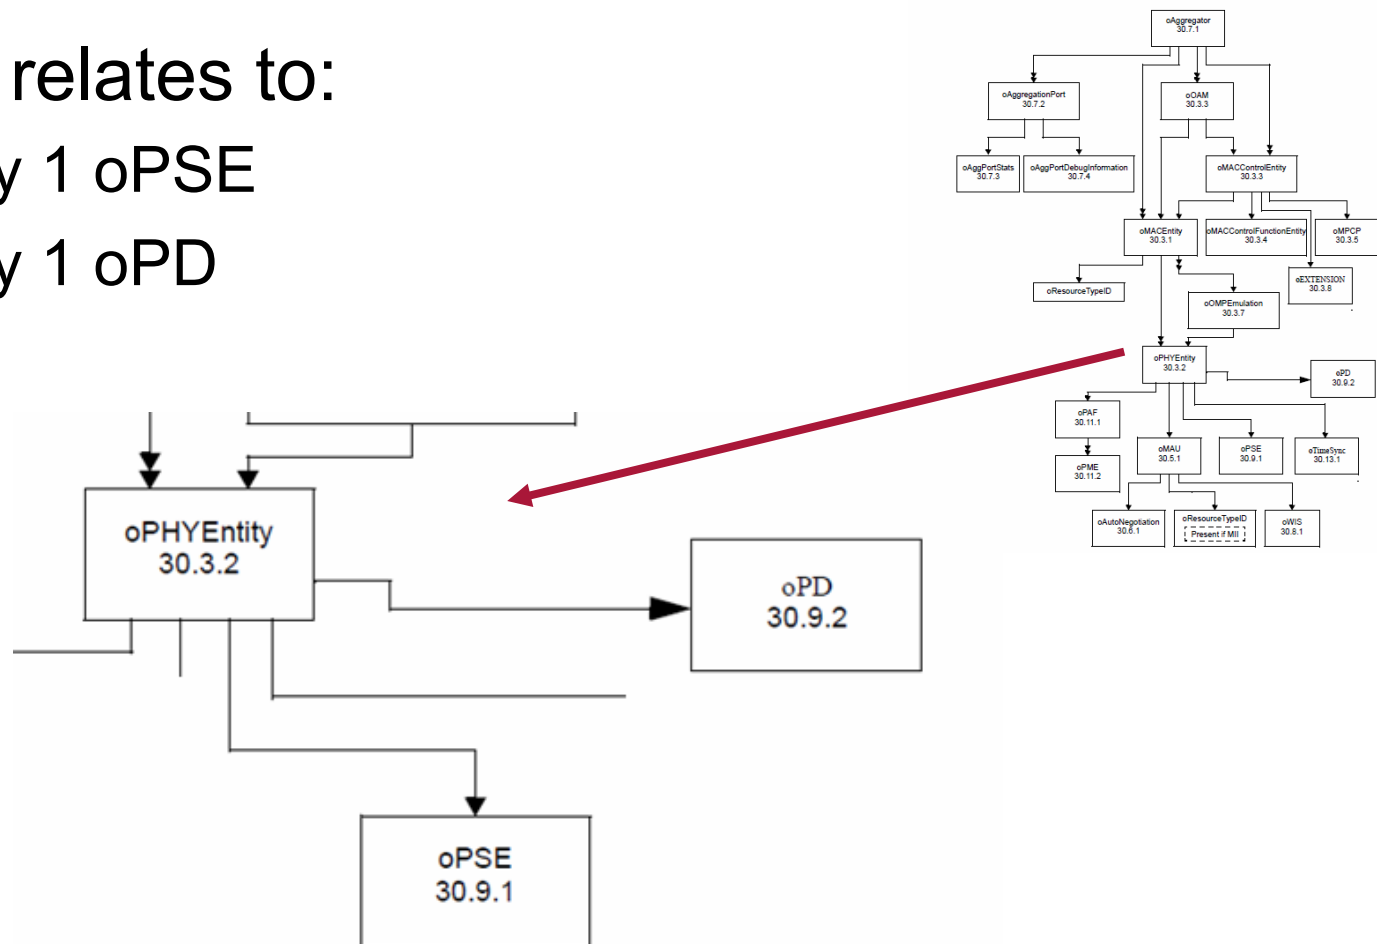 relates to:
y 1 oPSE
y 1 oPD
oAggregator
30.7.1
oAggregationPort
30.7.2
oOAM
30.3.3
oAggPortStats
30.7.3
oAggPortDebugInformation
30.7.4
oMACControlEntity
30.3.3
oMACEntity
30.3.1
oMACControlFunctionEntity
30.3.4
oMPCP
30.3.5
oResourceTypeID
oEXTENSION
30.3.8
oOMPEmulation
30.3.7
oPHYEntity
30.3.2
oPD
30.9.2
oPAF
30.11.1
oMAU
30.5.1
oPSE
30.9.1
oTimeSync
30.13.1
oPME
30.11.2
oAutoNegotiation
30.6.1
oResourceTypeID
Present if MII
oWIS
30.8.1
oPHYEntity
30.3.2
oPD
30.9.2
oPSE
30.9.1